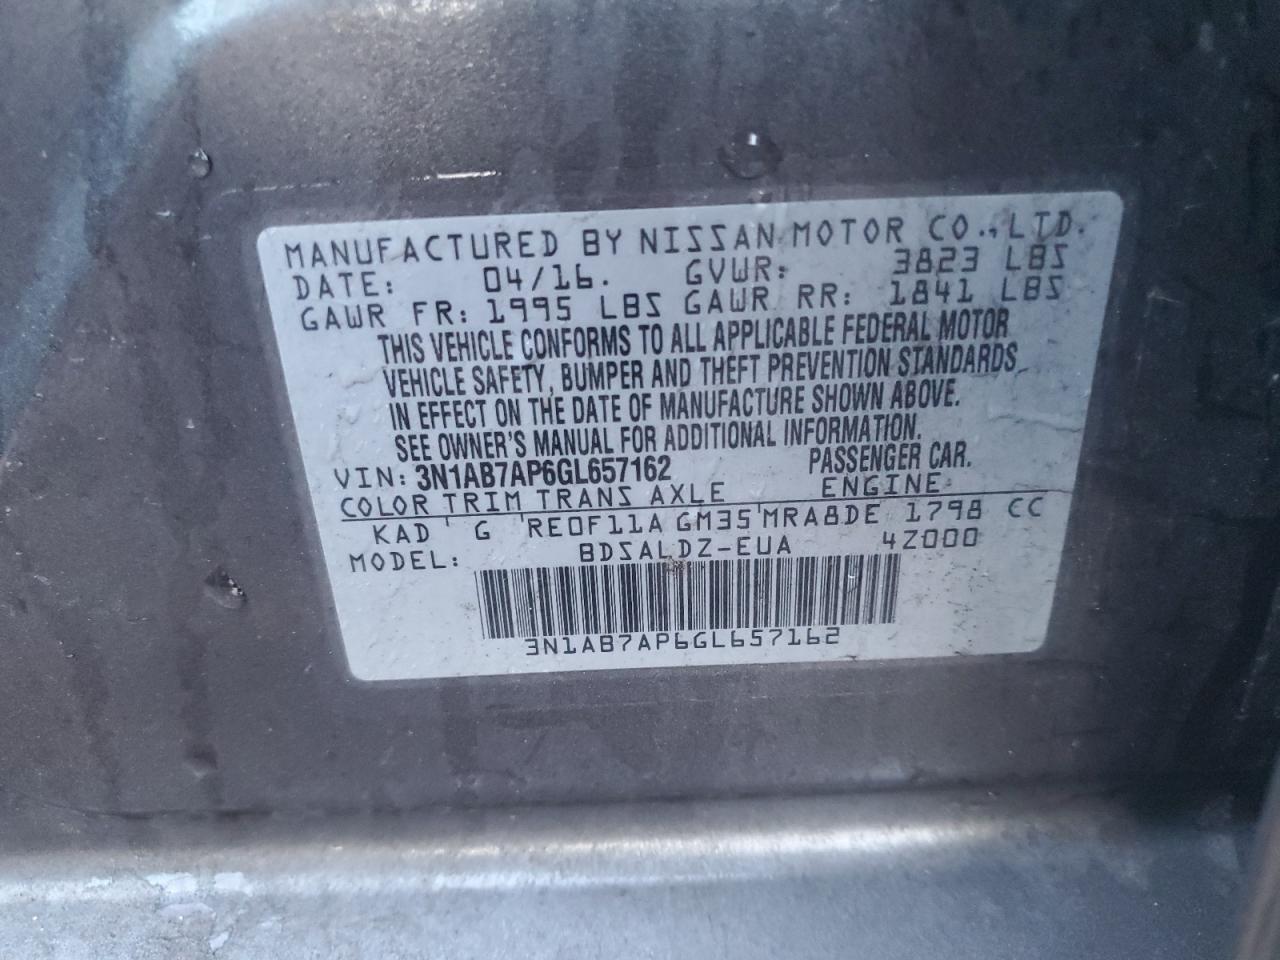 MANUFACTURED BY NISSAN MOTOR CO., LTD.
DATE: 04/16. GVWR: 3823 LBS
GAWR FR: 1995 LBS GAWR RR: 1841 LBS
THIS VEHICLE CONFORMS TO ALL APPLICABLE FEDERAL MOTOR
VEHICLE SAFETY, BUMPER AND THEFT PREVENTION STANDARDS
IN EFFECT ON THE DATE OF MANUFACTURE SHOWN ABOVE.
SEE OWNER'S MANUAL FOR ADDITIONAL INFORMATION.
VIN: 3N1AB7AP6GL657162 PASSENGER CAR.
COLOR TRIM TRANS AXLE ENGINE
KAD G RE0F11A GM35 MRA8DE 1798 CC
MODEL: BDSALDZ-EUA 4Z000
3N1AB7AP6GL657162